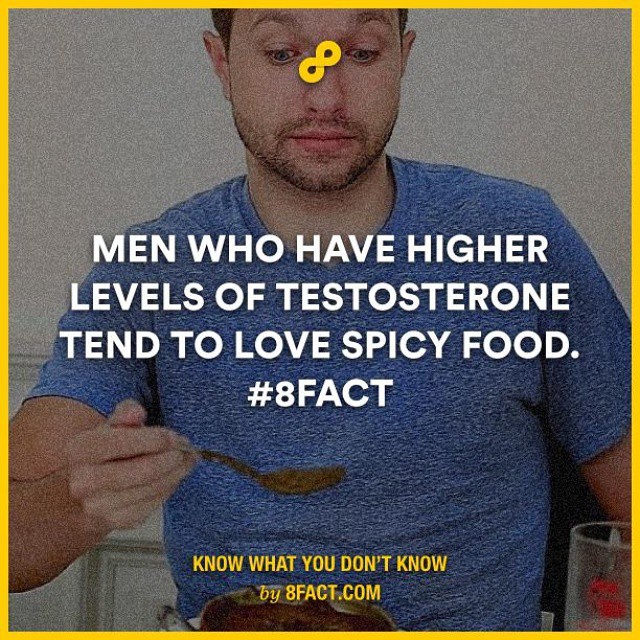 MEN WHO HAVE HIGHER
LEVELS OF TESTOSTERONE
TEND TO LOVE SPICY FOOD.
#8FACT
KNOW WHAT YOU DON'T KNOW
by 8FACT.COM